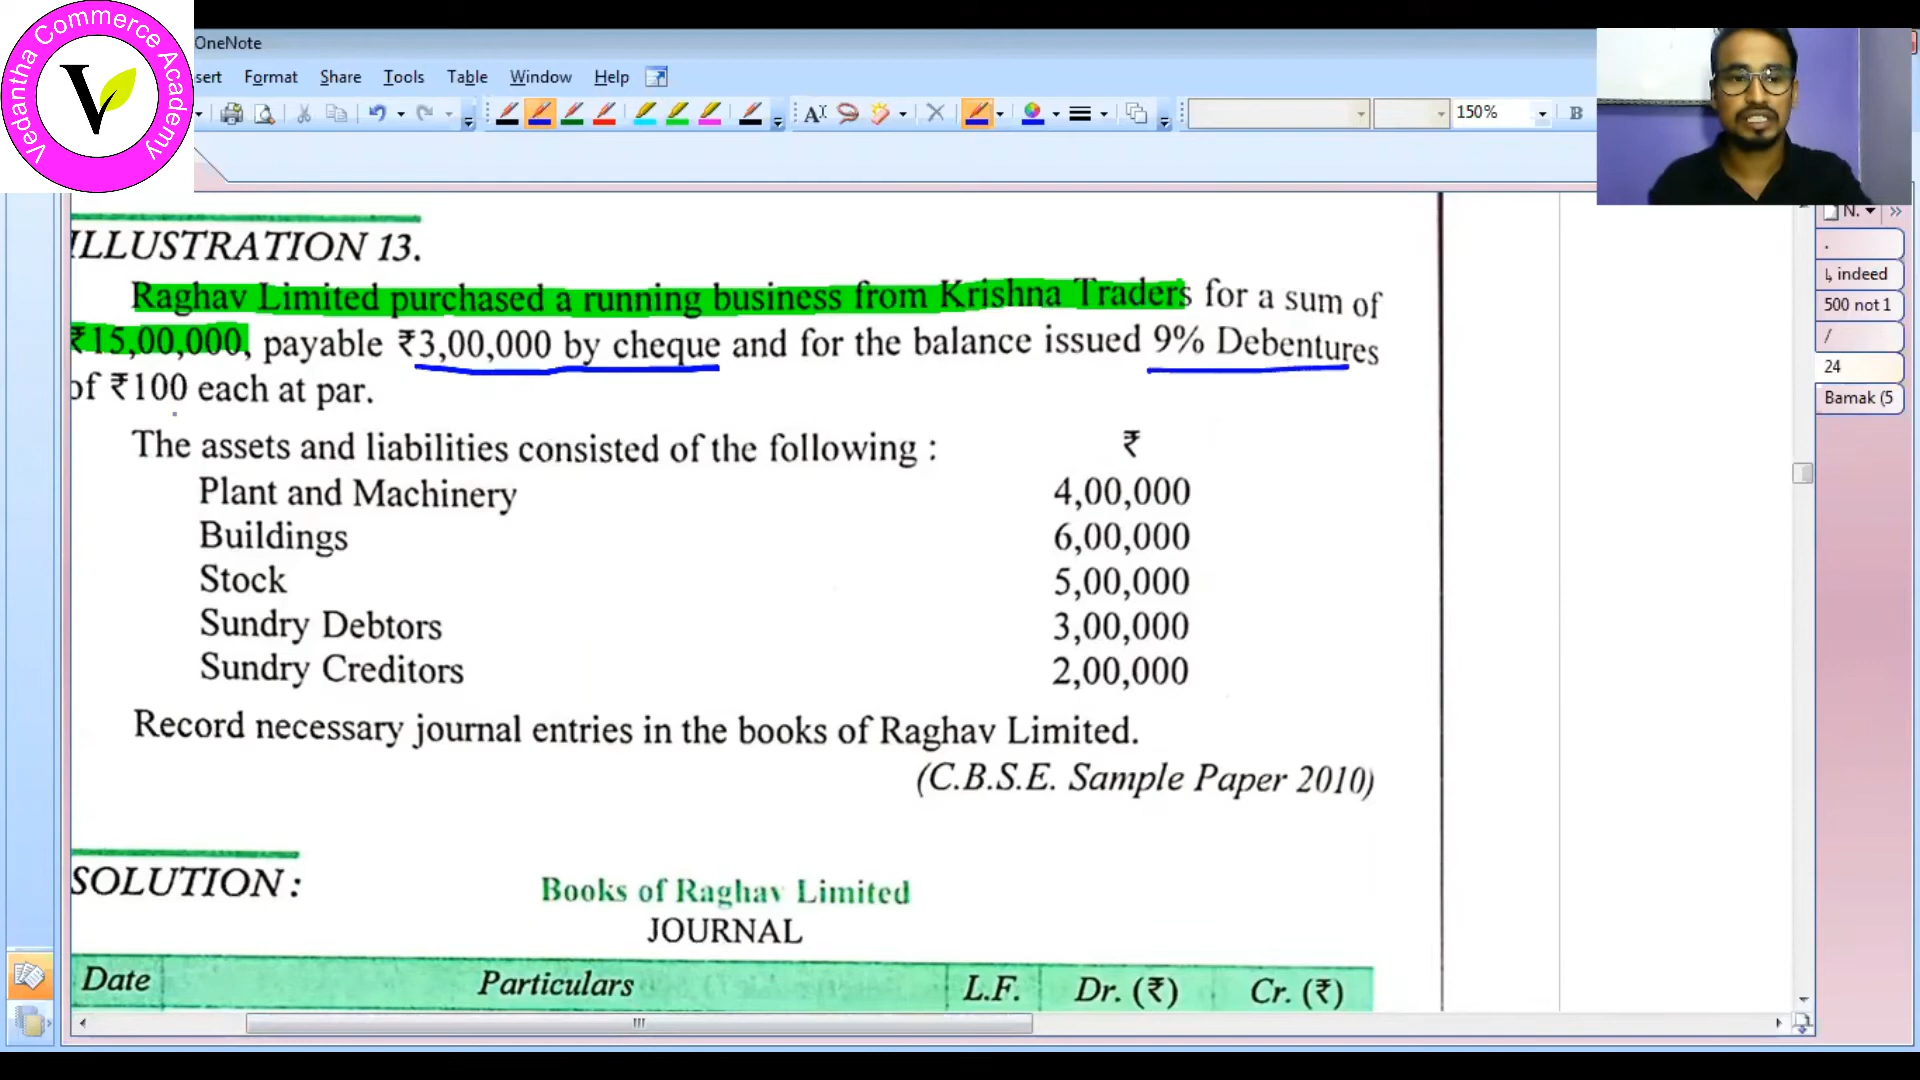 Vedantha Commerce Academy
V
OneNote
sert Format Share Tools Table Window Help
150% B
N.
.
indeed
500 not 1
/
24
Bamak (5
ILLUSTRATION 13.
Raghav Limited purchased a running business from Krishna Traders for a sum of
₹15,00,000, payable ₹3,00,000 by cheque and for the balance issued 9% Debentures
of ₹100 each at par.
The assets and liabilities consisted of the following : ₹
Plant and Machinery 4,00,000
Buildings 6,00,000
Stock 5,00,000
Sundry Debtors 3,00,000
Sundry Creditors 2,00,000
Record necessary journal entries in the books of Raghav Limited.
(C.B.S.E. Sample Paper 2010)
SOLUTION :
Books of Raghav Limited
JOURNAL
Date Particulars L.F. Dr. (₹) Cr. (₹)